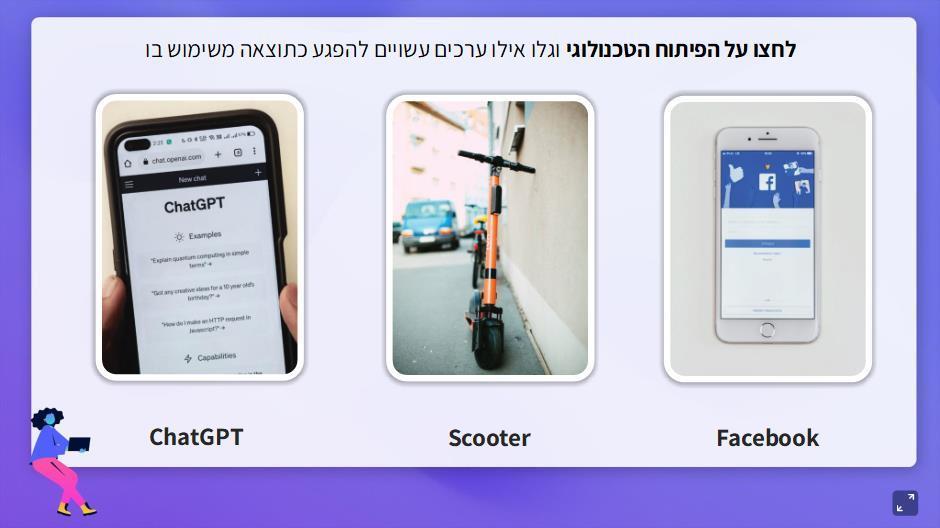 לחצו על הפיתוח הטכנולוגי וגלו אילו ערכים עשויים להפגע כתוצאה משימוש בו
2:21
chat.openai.com
New chat
ChatGPT
Examples
"Explain quantum computing in simple
terms" →
"Got any creative ideas for a 10 year old's
birthday?" →
"How do I make an HTTP request in
Javascript?" →
Capabilities
f
ChatGPT
Scooter
Facebook